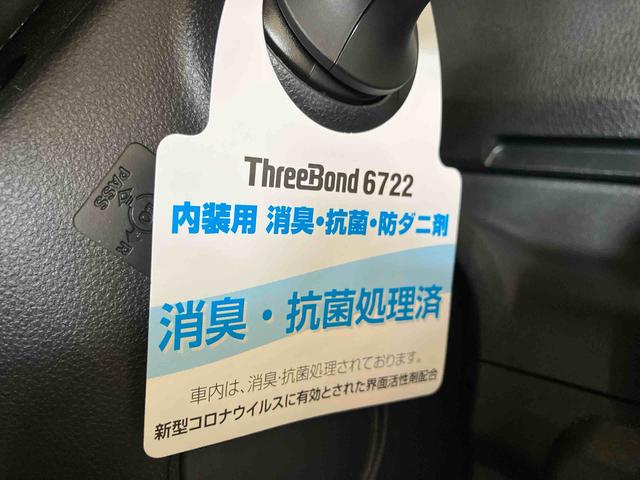 ThreeBond 6722
内装用 消臭・抗菌・防ダニ剤
消臭・抗菌処理済
車内は、消臭・抗菌処理されております。
新型コロナウイルスに有効とされた界面活性剤配合
PASS